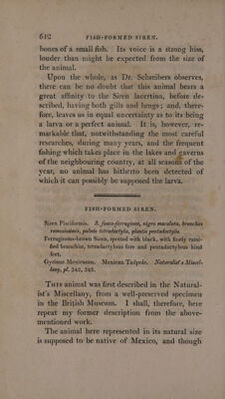 612 FISH-FORMED SIREN.
bones of a small fish. Its voice is a strong hiss,
louder than might be expected from the size of
the animal.
Upon the whole, as Dr. Schreibers observes,
there can be no doubt that this animal bears a
great affinity to the Siren lacertina, before de-
scribed, having both gills and lungs; and, there-
fore, leaves us in equal uncertainty as to its being
a larva or a perfect animal. It is, however, re-
markable that, notwithstanding the most careful
researches, during many years, and the frequent
fishing which takes place in the lakes and caverns
of the neighbouring country, at all seasons of the
year, no animal has hitherto been detected of
which it can possibly be supposed the larva.
FISH-FORMED SIREN.
Siren Pisciformis. S. fusco-ferruginea, nigro maculata, branchiis
ramosissimis, palmis tetradactylis, plantis pentadactylis.
Ferruginous-brown Siren, spotted with black, with finely rami-
fied branchiæ, tetradactylous fore and pentadactylous hind
feet.
Gyrinus Mexicanus. Mexican Tadpole. Naturalist's Miscel-
lany, pl. 342, 343.
This animal was first described in the Natural-
ist's Miscellany, from a well-preserved specimen
in the British Museum. I shall, therefore, here
repeat my former description from the above-
mentioned work.
The animal here represented in its natural size
is supposed to be native of Mexico, and though